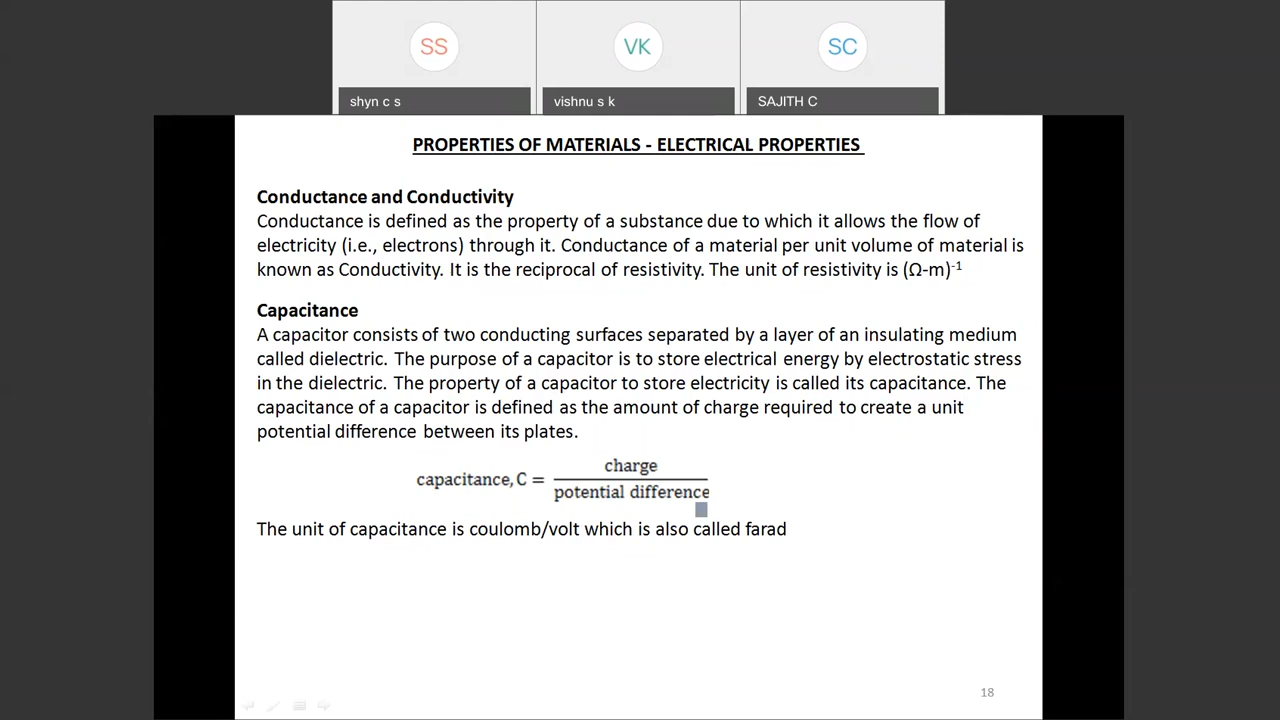 SS VK SC
shyn c s vishnu s k SAJITH C
PROPERTIES OF MATERIALS - ELECTRICAL PROPERTIES
Conductance and Conductivity
Conductance is defined as the property of a substance due to which it allows the flow of
electricity (i.e., electrons) through it. Conductance of a material per unit volume of material is
known as Conductivity. It is the reciprocal of resistivity. The unit of resistivity is (Ω-m)⁻¹
Capacitance
A capacitor consists of two conducting surfaces separated by a layer of an insulating medium
called dielectric. The purpose of a capacitor is to store electrical energy by electrostatic stress
in the dielectric. The property of a capacitor to store electricity is called its capacitance. The
capacitance of a capacitor is defined as the amount of charge required to create a unit
potential difference between its plates.
charge
capacitance, C =
potential difference
The unit of capacitance is coulomb/volt which is also called farad
18